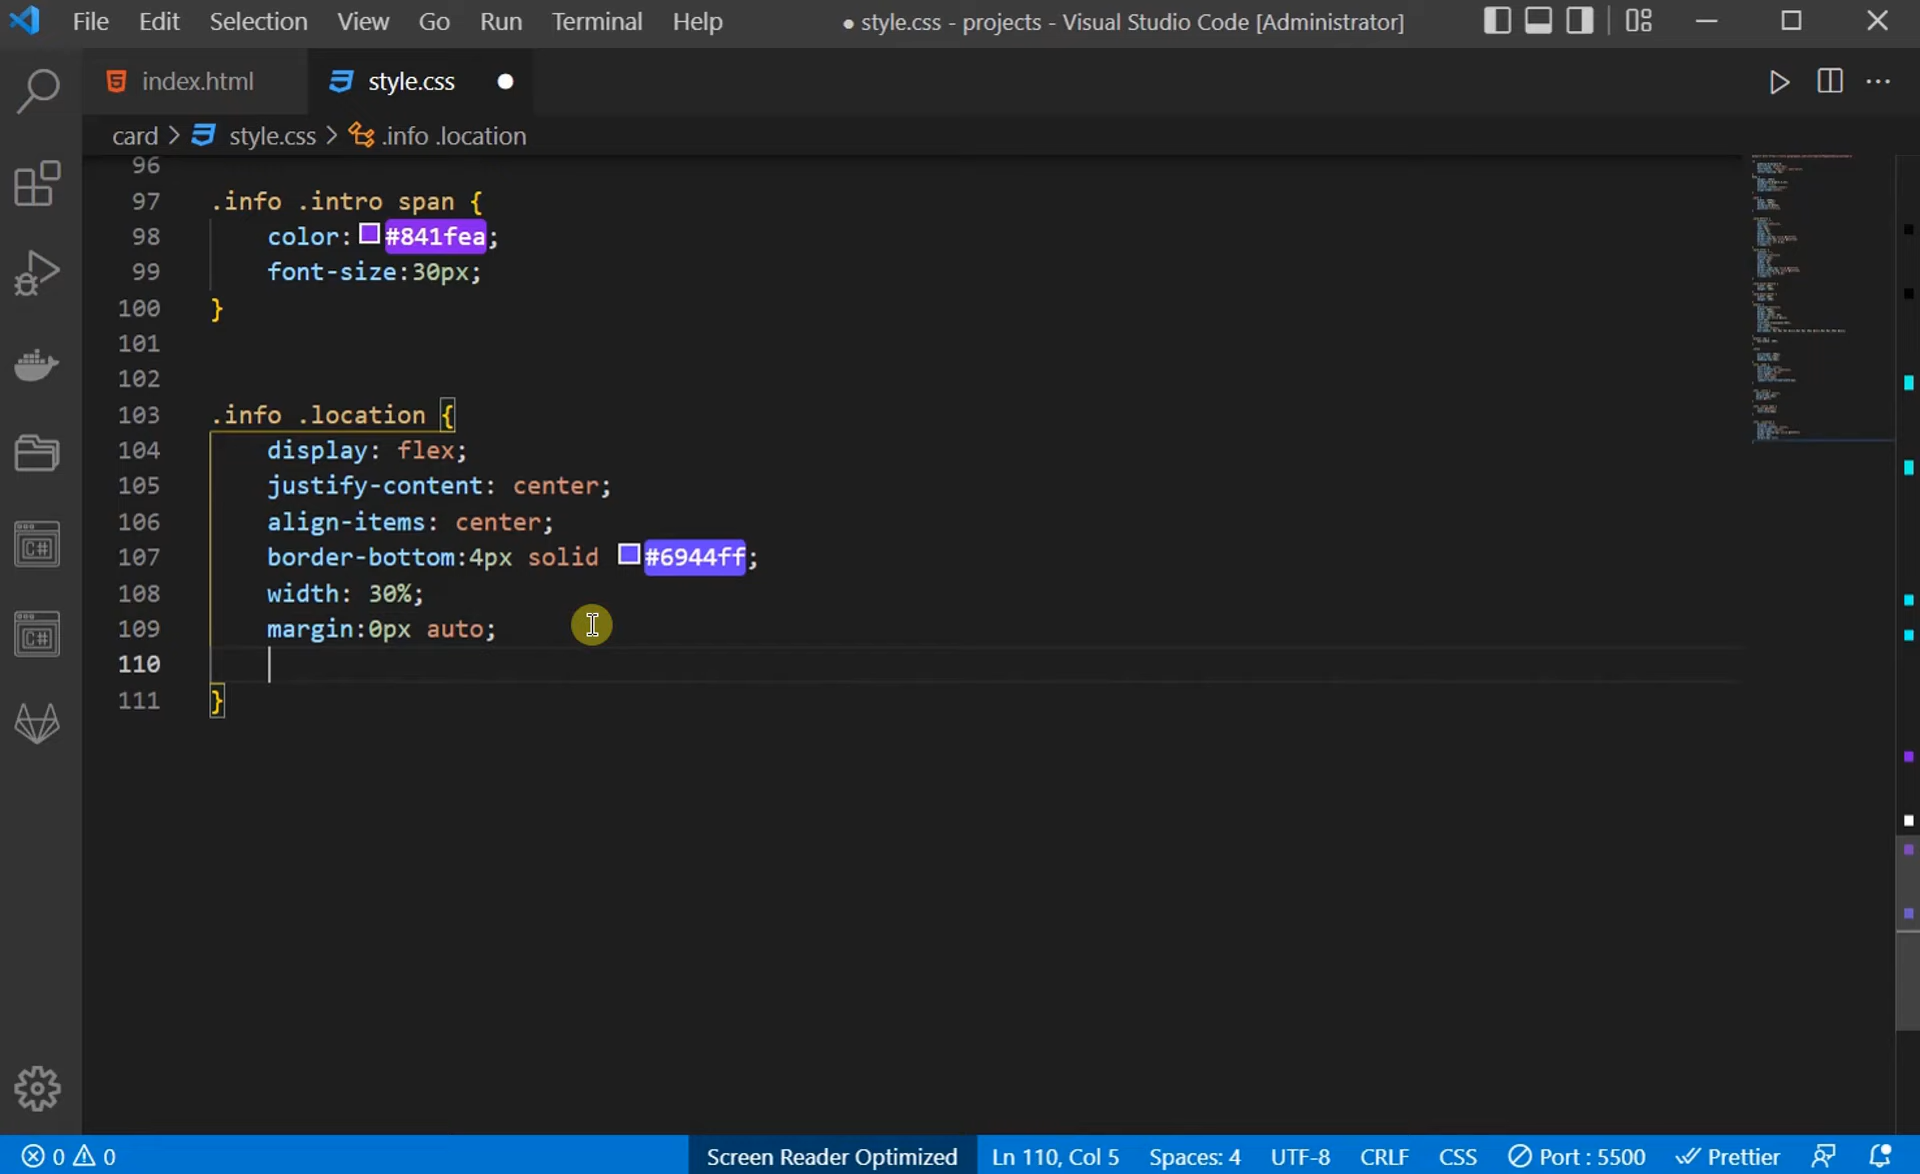 File Edit Selection View Go Run Terminal Help ● style.css - projects - Visual Studio Code [Administrator]
index.html style.css
card > style.css > .info .location
96
97 .info .intro span {
98 color: #841fea;
99 font-size:30px;
100 }
101
102
103 .info .location {
104 display: flex;
105 justify-content: center;
106 align-items: center;
107 border-bottom:4px solid #6944ff;
108 width: 30%;
109 margin:0px auto;
110
111 }
C#
C#
0 0 Screen Reader Optimized Ln 110, Col 5 Spaces: 4 UTF-8 CRLF CSS Port : 5500 Prettier